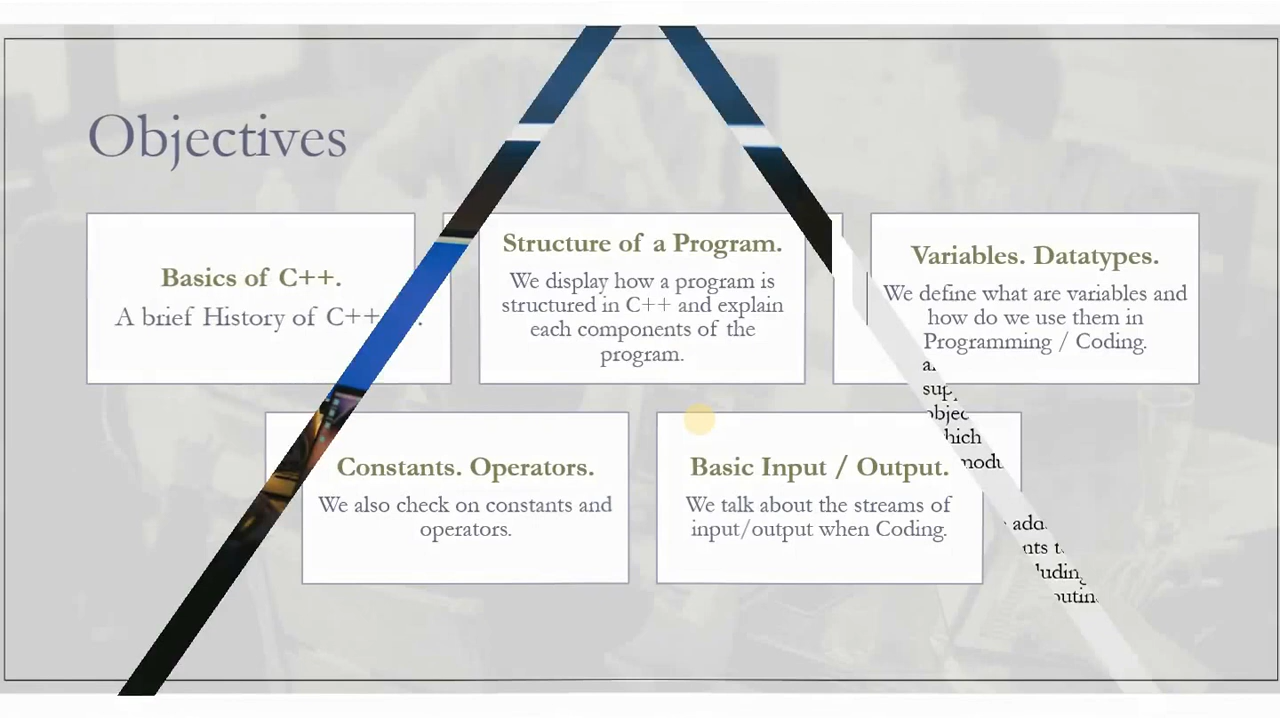 Objectives
Basics of C++.
A brief History of C++
Structure of a Program.
We display how a program is
structured in C++ and explain
each components of the
program.
Variables. Datatypes.
We define what are variables and
how do we use them in
Programming / Coding.
Constants. Operators.
We also check on constants and
operators.
Basic Input / Output.
We talk about the streams of
input/output when Coding.